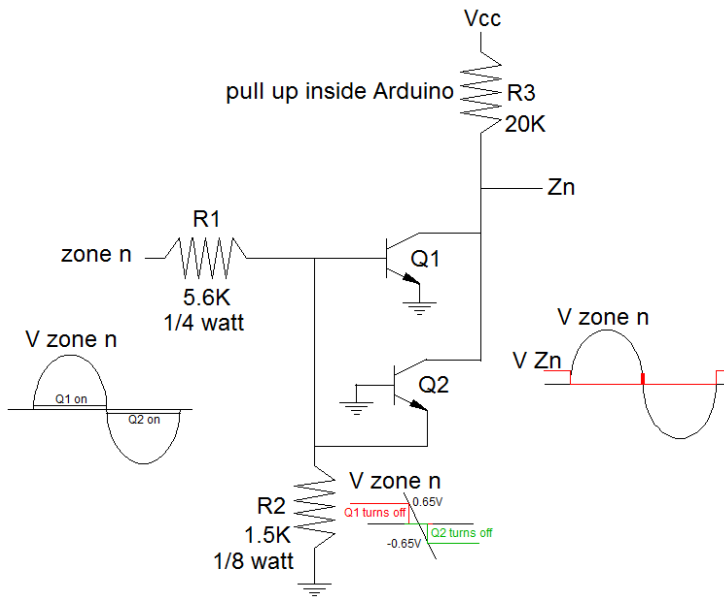 Vcc
pull up inside Arduino
R3
20K
Zn
R1
zone n
Q1
5.6K
1/4 watt
V zone n
V zone n
V Zn
Q2
Q1 on
Q2 on
V zone n
R2
0.65V
Q1 turns off
1.5K
Q2 turns off
-0.65V
1/8 watt